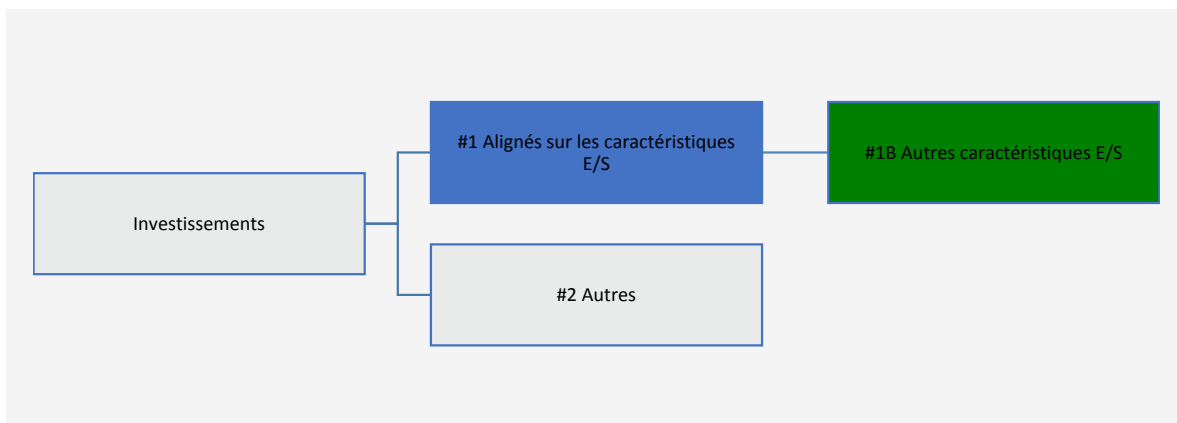 #1 Alignés sur les caractéristiques
E/S
#1B Autres caractéristiques E/S
Investissements
#2 Autres